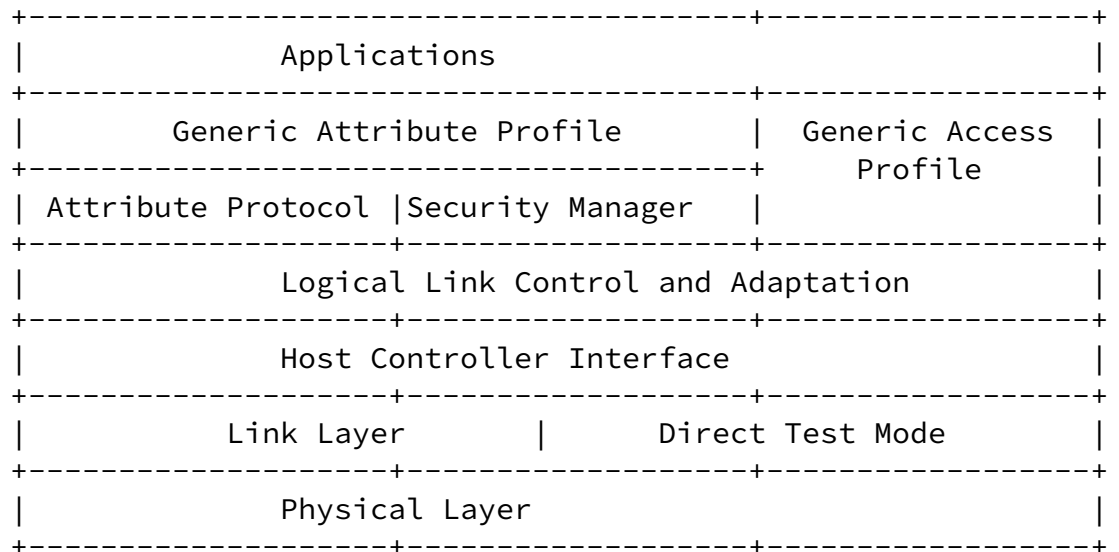 Applications
Generic Attribute Profile | Generic Access
Profile
Attribute Protocol |Security Manager
Logical Link Control and Adaptation
Host Controller Interface
Link Layer | Direct Test Mode
Physical Layer